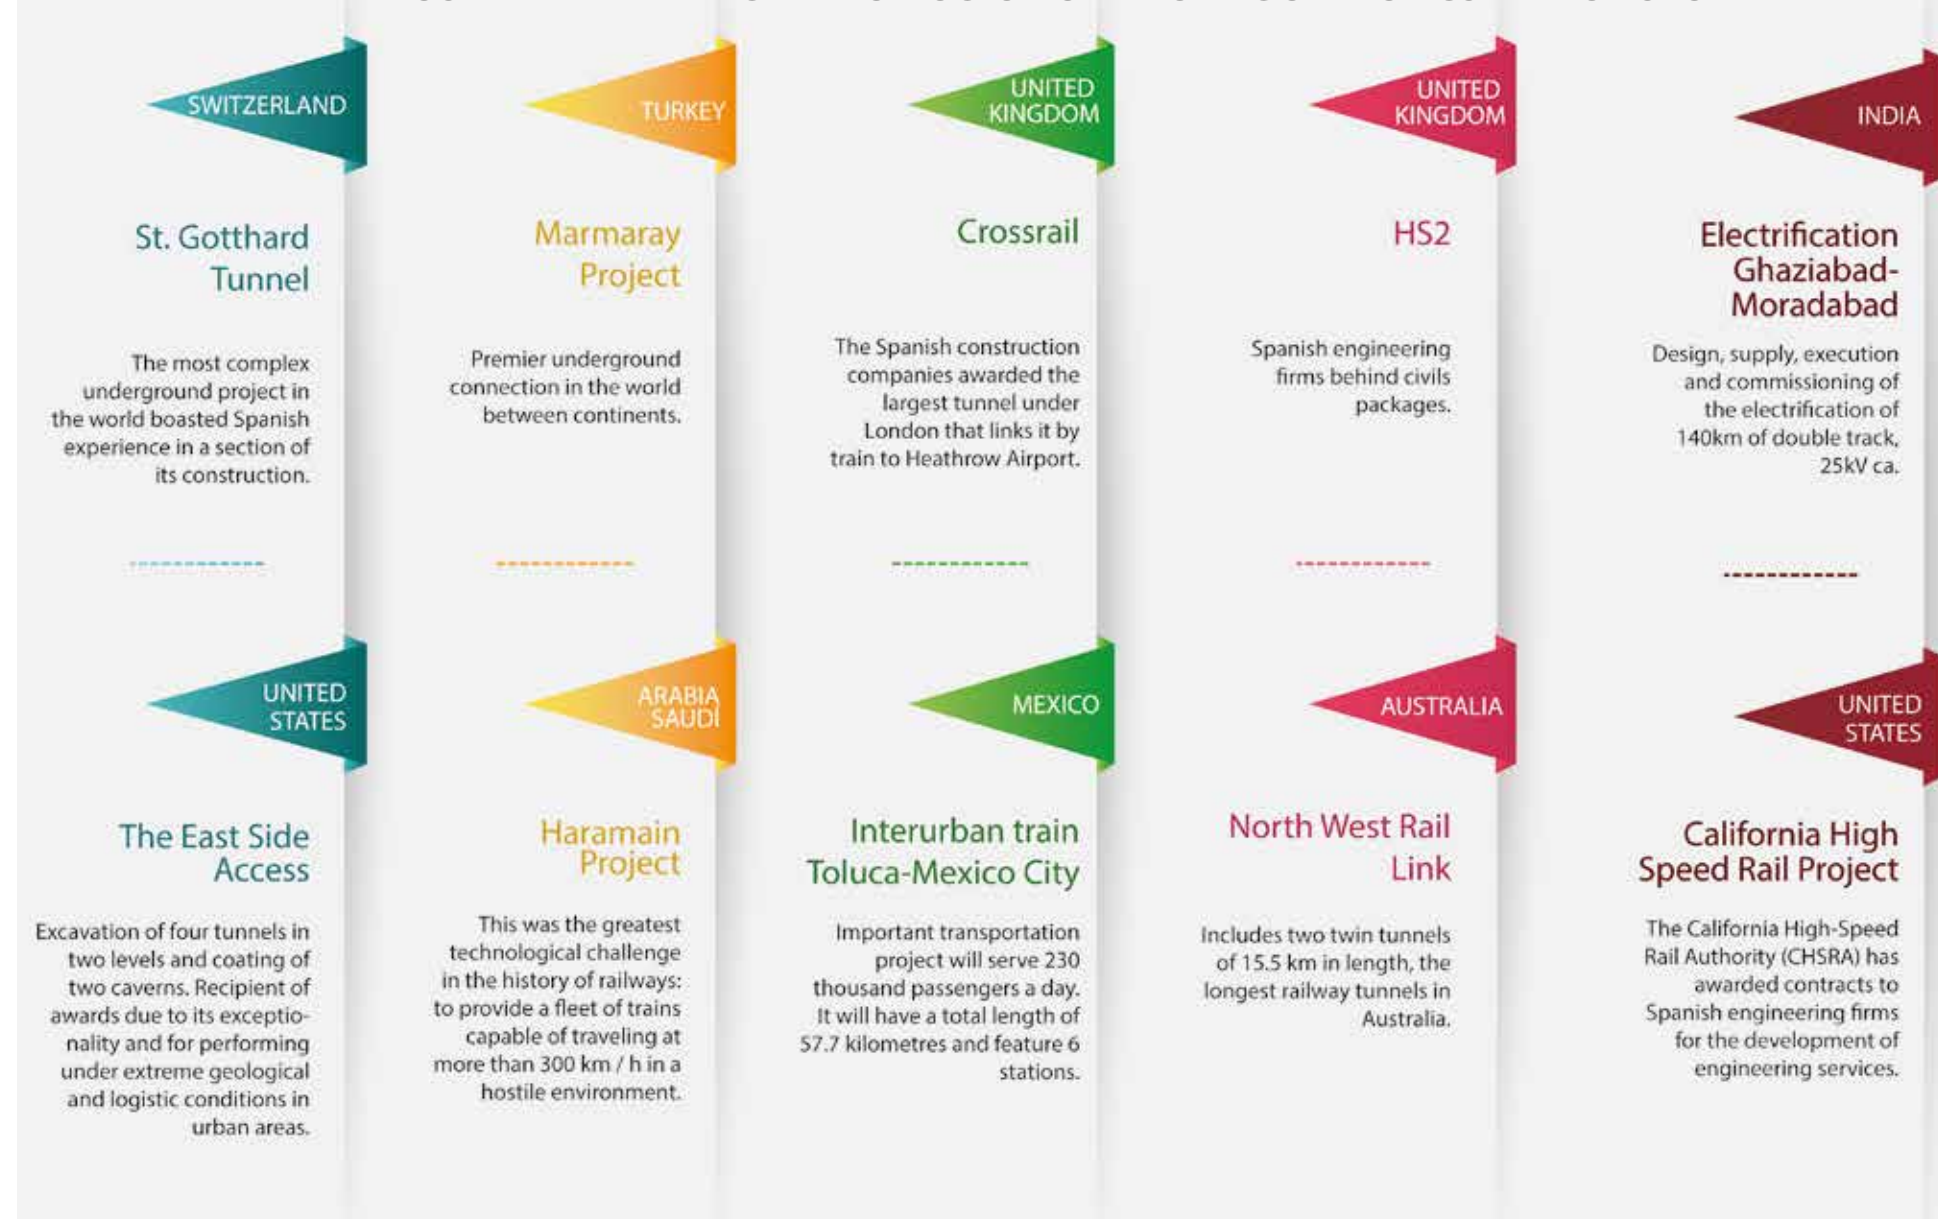 SWITZERLAND
St. Gotthard
Tunnel
The most complex
underground project in
the world boasted Spanish
experience in a section of
its construction.
TURKEY
Marmaray
Project
Premier underground
connection in the world
between continents.
UNITED
KINGDOM
Crossrail
The Spanish construction
companies awarded the
largest tunnel under
London that links it by
train to Heathrow Airport.
UNITED
KINGDOM
HS2
Spanish engineering
firms behind civils
packages.
INDIA
Electrification
Ghaziabad-
Moradabad
Design, supply, execution
and commissioning of
the electrification of
140km of double track,
25kV ca.
UNITED
STATES
The East Side
Access
Excavation of four tunnels in
two levels and coating of
two caverns. Recipient of
awards due to its exceptio-
nality and for performing
under extreme geological
and logistic conditions in
urban areas.
ARABIA
SAUDI
Haramain
Project
This was the greatest
technological challenge
in the history of railways:
to provide a fleet of trains
capable of traveling at
more than 300 km / h in a
hostile environment.
MEXICO
Interurban train
Toluca-Mexico City
Important transportation
project will serve 230
thousand passengers a day.
It will have a total length of
57.7 kilometres and feature 6
stations.
AUSTRALIA
North West Rail
Link
Includes two twin tunnels
of 15.5 km in length, the
longest railway tunnels in
Australia.
UNITED
STATES
California High
Speed Rail Project
The California High-Speed
Rail Authority (CHSRA) has
awarded contracts to
Spanish engineering firms
for the development of
engineering services.